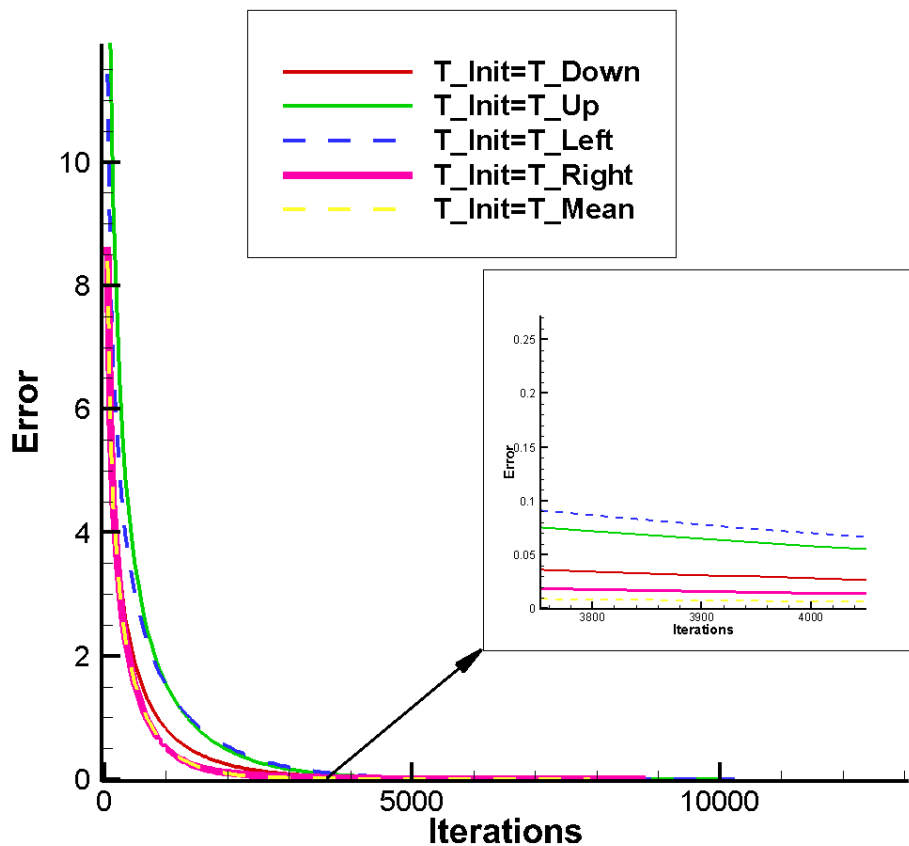 T_Init=T_Down
T_Init=T_Up
T_Init=T_Left
T_Init=T_Right
T_Init=T_Mean
10
8
6
4
2
0
Error
0
5000
10000
Iterations
0.25
0.2
0.15
0.1
0.05
0
Error
3800
3900
4000
Iterations